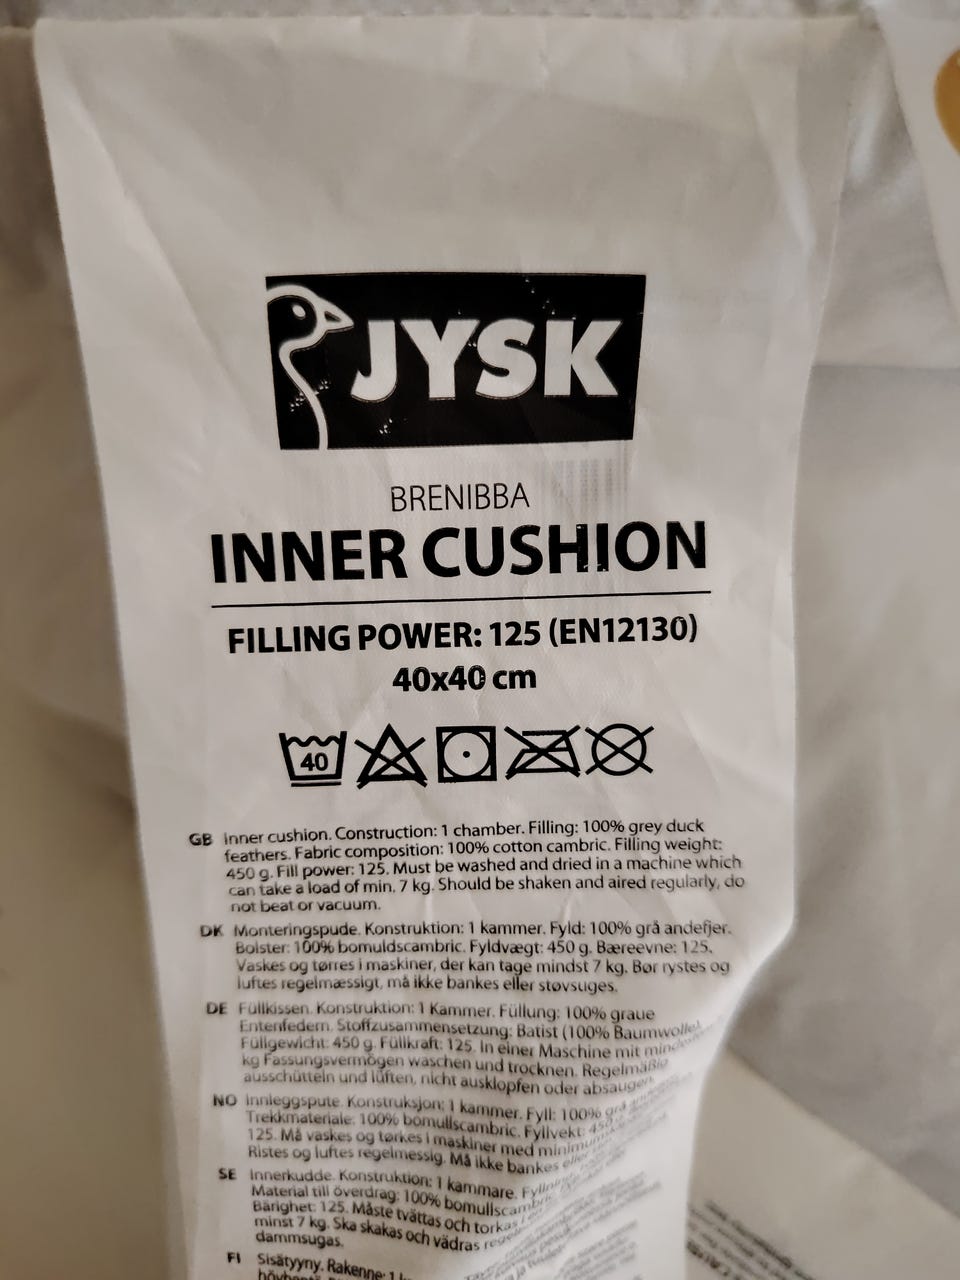 JYSK
BRENIBBA
INNER CUSHION
FILLING POWER: 125 (EN12130)
40x40 cm
40
GB Inner cushion. Construction: 1 chamber. Filling: 100% grey duck
feathers. Fabric composition: 100% cotton cambric. Filling weight:
450 g. Fill power: 125. Must be washed and dried in a machine which
can take a load of min. 7 kg. Should be shaken and aired regularly, do
not beat or vacuum.
DK Monteringspude. Konstruktion: 1 kammer. Fyld: 100% grå andefjer.
Bolster: 100% bomuldscambric. Fyldvægt: 450 g. Bæreevne: 125.
Vaskes og tørres i maskiner, der kan tage mindst 7 kg. Bør rystes og
luftes regelmæssigt, må ikke bankes eller støvsuges.
DE Füllkissen. Konstruktion: 1 Kammer. Füllung: 100% graue
Entenfedern. Stoffzusammensetzung: Batist (100% Baumwolle).
Füllgewicht: 450 g. Füllkraft: 125. In einer Maschine mit
kg Fassungsvermögen waschen und trocknen. Regelmäßig
ausschütteln und lüften, nicht ausklopfen oder absaugen.
NO Innleggspute. Konstruksjon: 1 kammer. Fyll: 100% grå
Trekkmateriale: 100% bomullscambric. Fyllvekt: 450
125. Må vaskes og tørkes i maskiner med
Ristes og luftes regelmessig. Må ikke bankes eller
SE Innerkudde. Konstruktion: 1 kammare.
Material till överdrag: 100% bomullscambric.
Bärighet: 125. Måste tvättas och torkas
minst 7 kg. Ska skakas och vädras
dammsugas.
FI Sisätyyny. Rakenne: 1